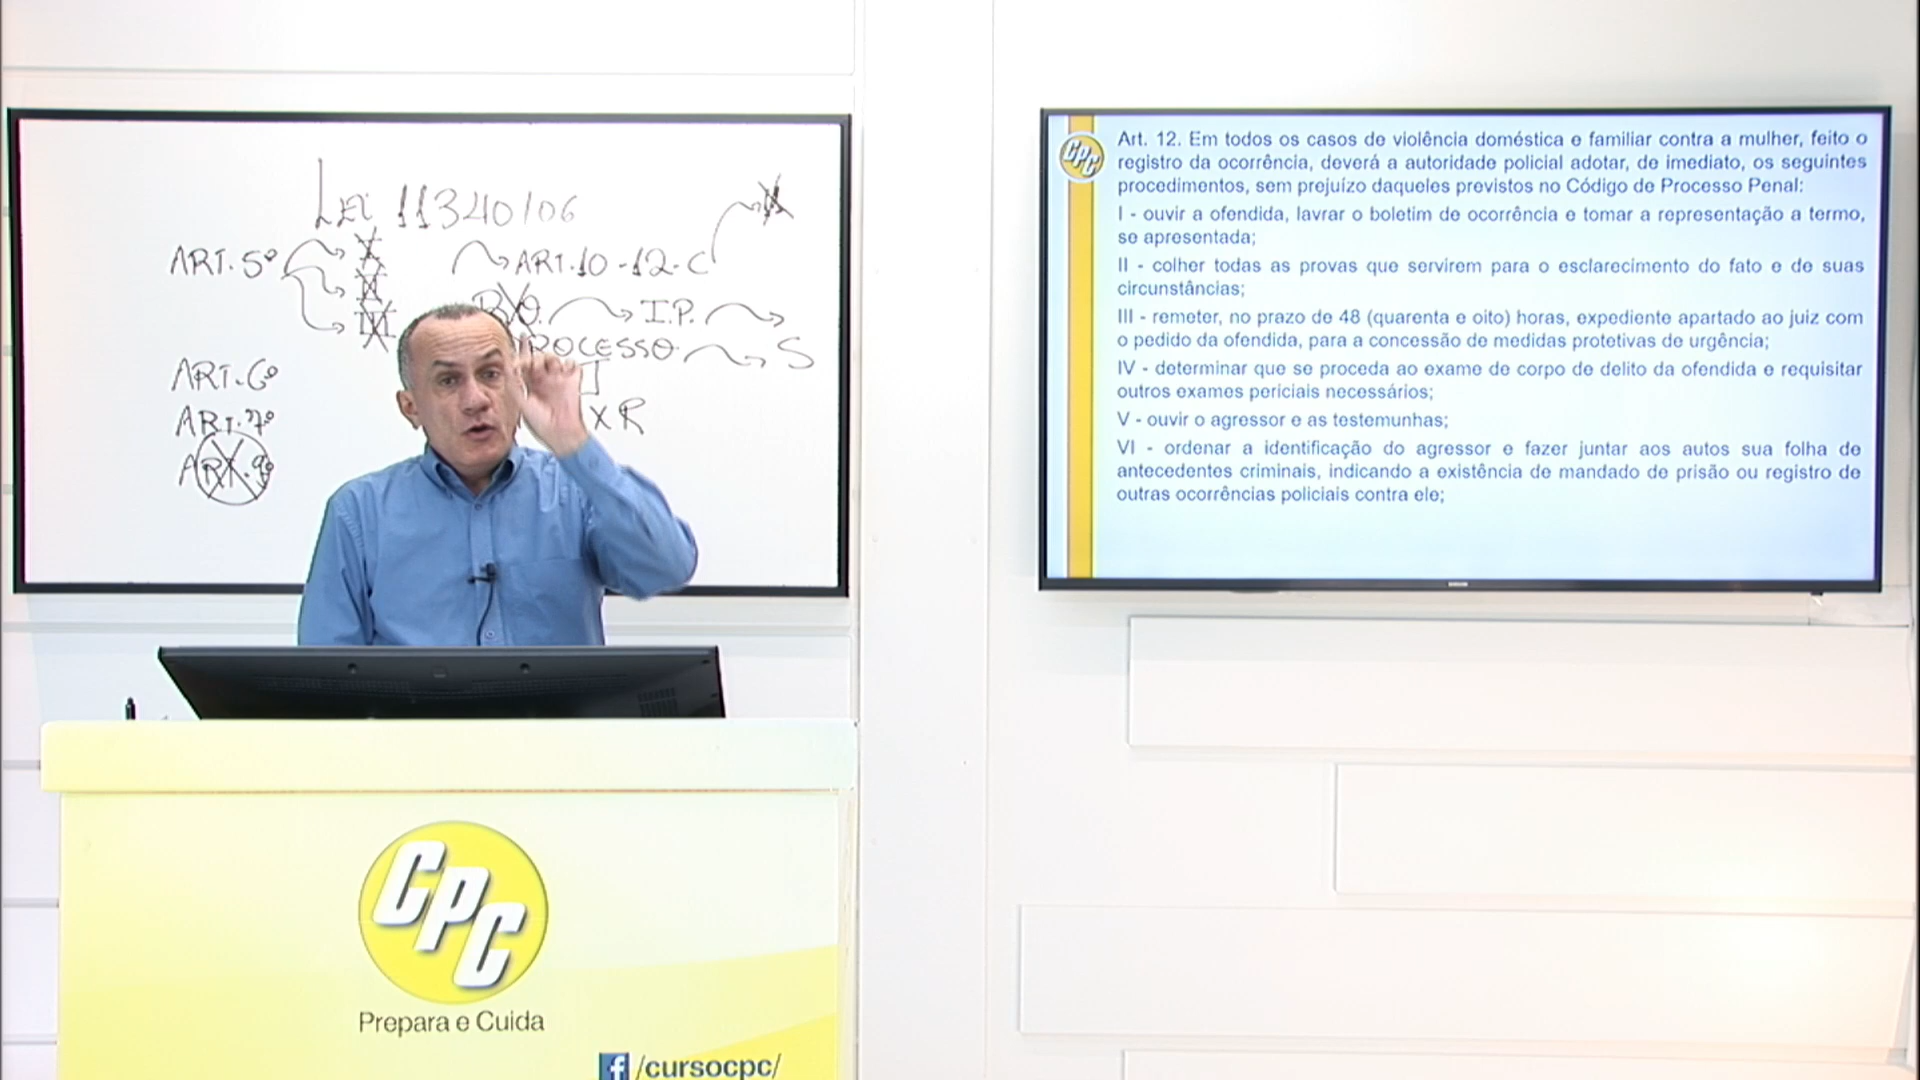 LEI 11340/06
ART. 5º
I
II
III
ART. 6º
ART. 7º
ART. 9º
ART. 10 - 12 - C
B.O. I.P.
PROCESSO S
X R
CPC
Art. 12. Em todos os casos de violência doméstica e familiar contra a mulher, feito o
registro da ocorrência, deverá a autoridade policial adotar, de imediato, os seguintes
procedimentos, sem prejuízo daqueles previstos no Código de Processo Penal:
I - ouvir a ofendida, lavrar o boletim de ocorrência e tomar a representação a termo,
se apresentada;
II - colher todas as provas que servirem para o esclarecimento do fato e de suas
circunstâncias;
III - remeter, no prazo de 48 (quarenta e oito) horas, expediente apartado ao juiz com
o pedido da ofendida, para a concessão de medidas protetivas de urgência;
IV - determinar que se proceda ao exame de corpo de delito da ofendida e requisitar
outros exames periciais necessários;
V - ouvir o agressor e as testemunhas;
VI - ordenar a identificação do agressor e fazer juntar aos autos sua folha de
antecedentes criminais, indicando a existência de mandado de prisão ou registro de
outras ocorrências policiais contra ele;
CPC
Prepara e Cuida
f /cursocpc/